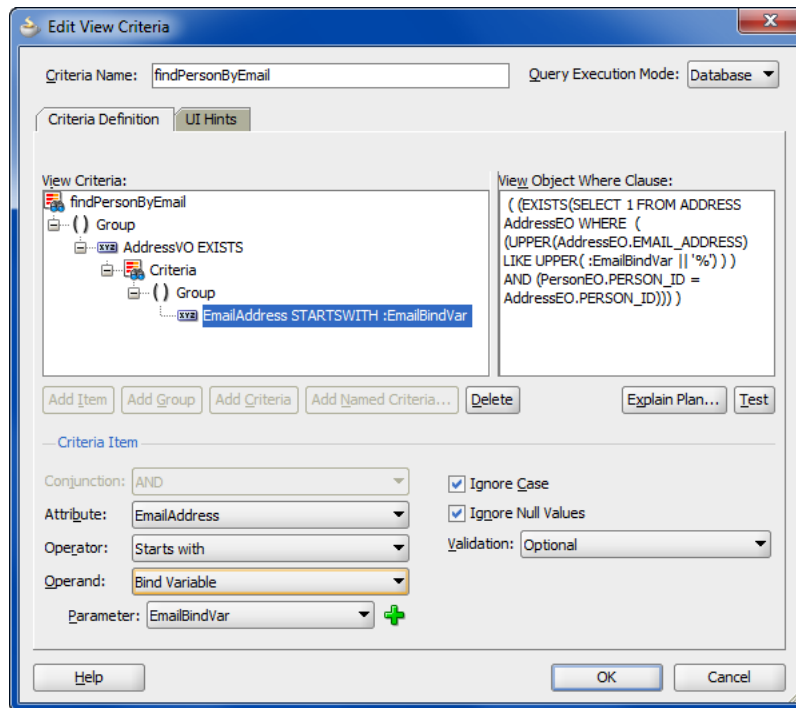 Edit View Criteria
Criteria Name: findPersonByEmail Query Execution Mode: Database
Criteria Definition UI Hints
View Criteria: View Object Where Clause:
findPersonByEmail
( ) Group
XYZ AddressVO EXISTS
Criteria
( ) Group
XYZ EmailAddress STARTSWITH :EmailBindVar
( (EXISTS(SELECT 1 FROM ADDRESS
AddressEO WHERE (
(UPPER(AddressEO.EMAIL_ADDRESS)
LIKE UPPER( :EmailBindVar || '%') ) )
AND (PersonEO.PERSON_ID =
AddressEO.PERSON_ID))) )
Add Item Add Group Add Criteria Add Named Criteria... Delete Explain Plan... Test
Criteria Item
Conjunction: AND Ignore Case
Attribute: EmailAddress Ignore Null Values
Operator: Starts with Validation: Optional
Operand: Bind Variable
Parameter: EmailBindVar
Help OK Cancel